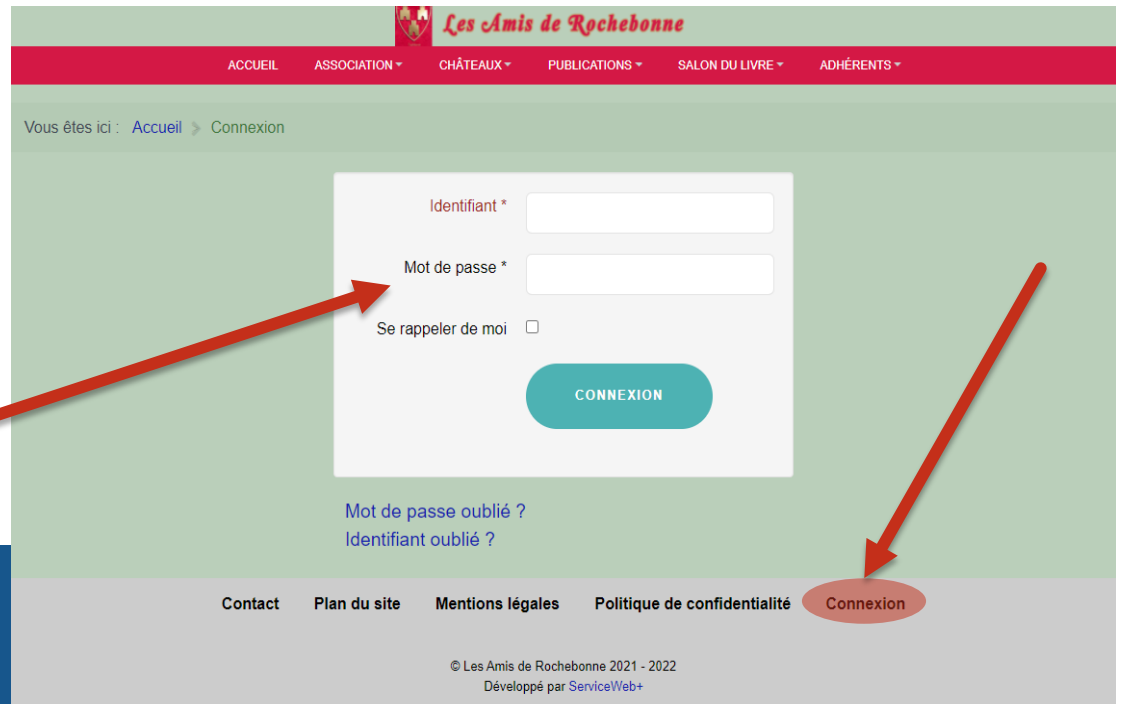 Les Amis de Rochebonne
ACCUEIL ASSOCIATION CHÂTEAUX PUBLICATIONS SALON DU LIVRE ADHÉRENTS
Vous êtes ici : Accueil > Connexion
Identifiant *
Mot de passe *
Se rappeler de moi
CONNEXION
Mot de passe oublié ?
Identifiant oublié ?
Contact Plan du site Mentions légales Politique de confidentialité Connexion
© Les Amis de Rochebonne 2021 - 2022
Développé par ServiceWeb+